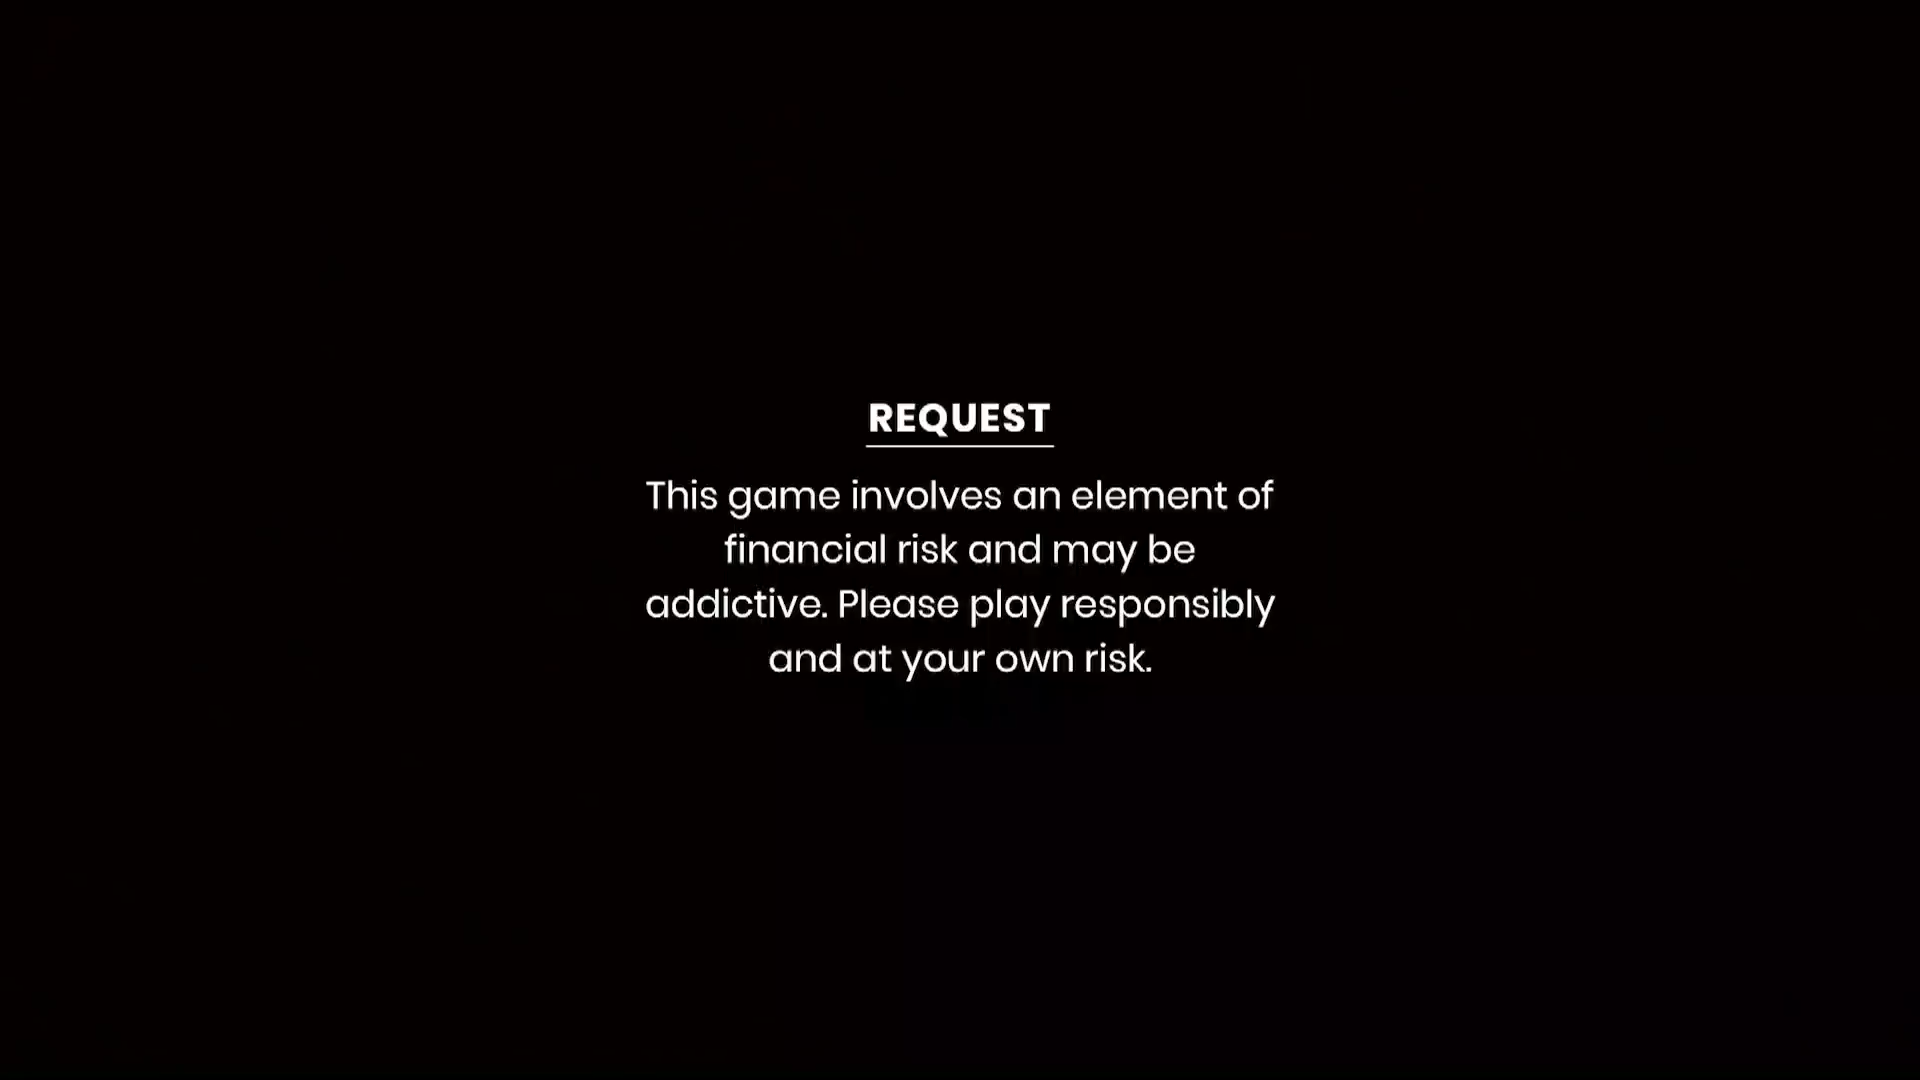 REQUEST
This game involves an element of
financial risk and may be
addictive. Please play responsibly
and at your own risk.